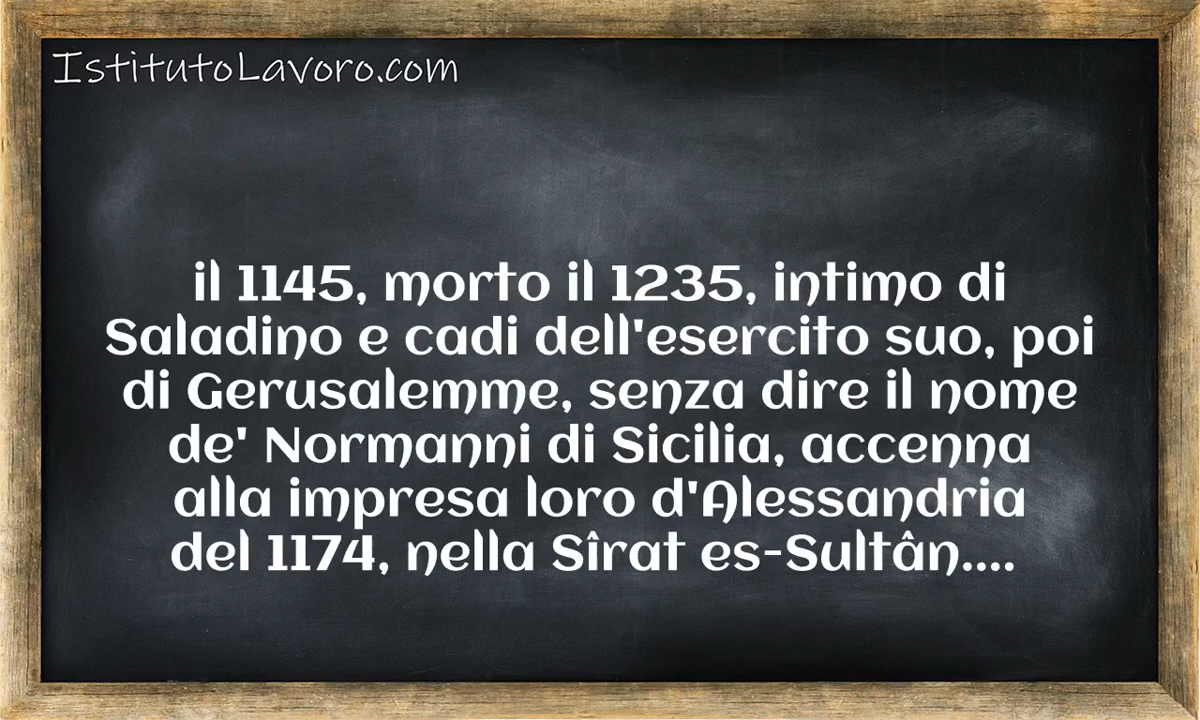 IstitutoLavoro.com
il 1145, morto il 1235, intimo di
Saladino e cadi dell'esercito suo, poi
di Gerusalemme, senza dire il nome
de' Normanni di Sicilia, accenna
alla impresa loro d'Alessandria
del 1174, nella Sîrat es-Sultân....